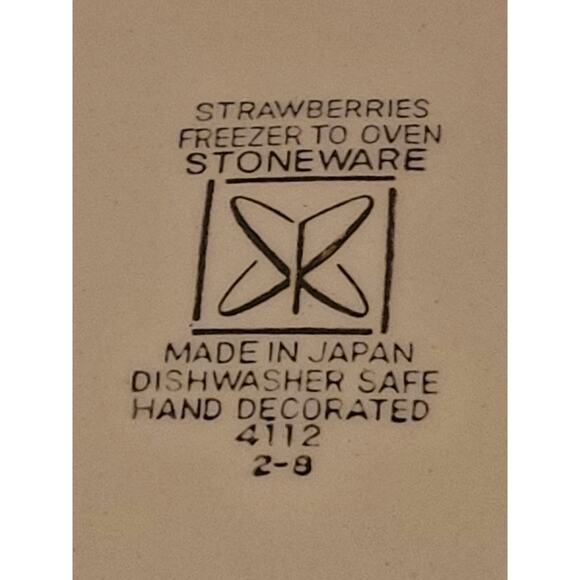 STRAWBERRIES
FREEZER TO OVEN
STONEWARE
MADE IN JAPAN
DISHWASHER SAFE
HAND DECORATED
4112
2-8